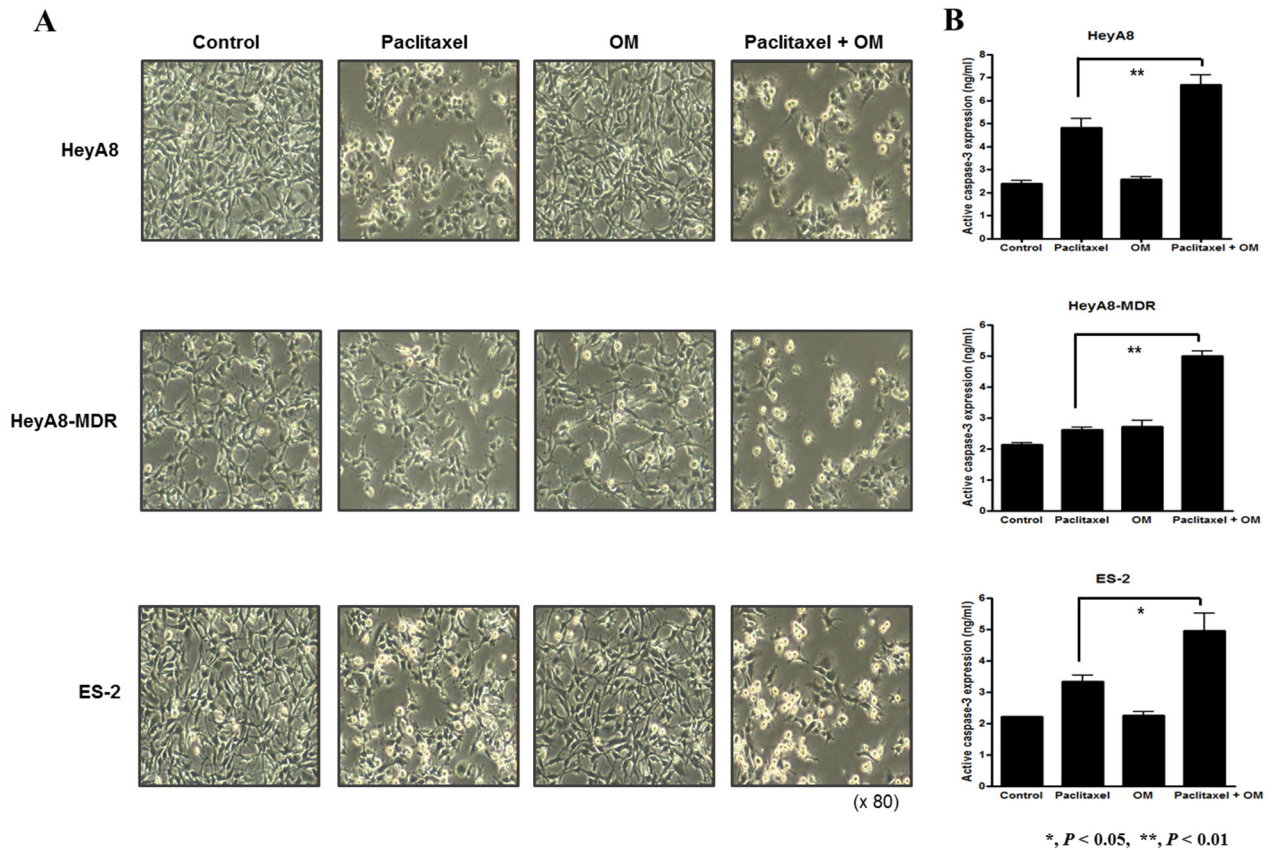 A
Control Paclitaxel OM Paclitaxel + OM
HeyA8
HeyA8-MDR
ES-2
(x 80)
B
HeyA8
Active caspase-3 expression (ng/ml)
8
7
6
5
4
3
2
1
0
**
Control Paclitaxel OM Paclitaxel + OM
HeyA8-MDR
Active caspase-3 expression (ng/ml)
6
5
4
3
2
1
0
**
Control Paclitaxel OM Paclitaxel + OM
ES-2
Active caspase-3 expression (ng/ml)
6
5
4
3
2
1
0
*
Control Paclitaxel OM Paclitaxel + OM
*, P < 0.05, **, P < 0.01